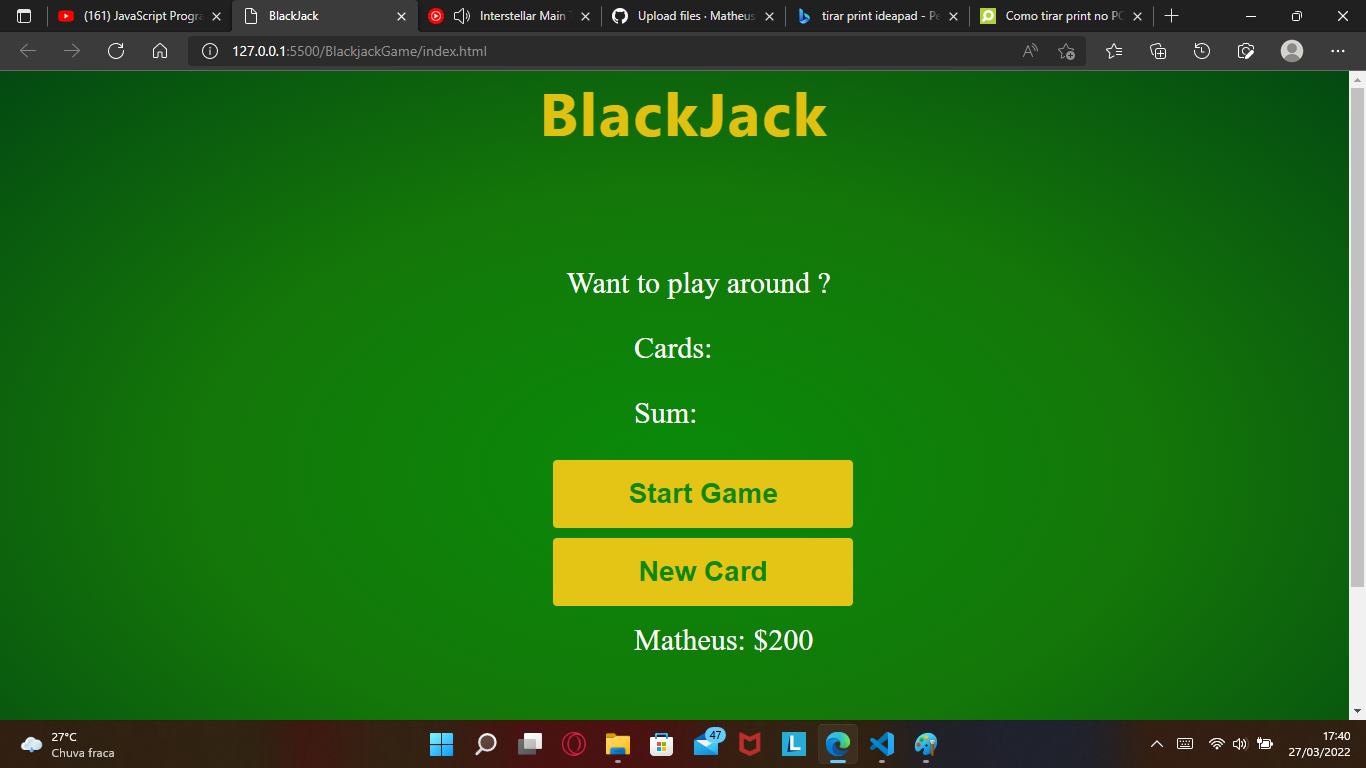 (161) JavaScript Progra
BlackJack
Interstellar Main T
Upload files · Matheus
tirar print ideapad - Pe
Como tirar print no PC
127.0.0.1:5500/BlackjackGame/index.html
BlackJack
Want to play around ?
Cards:
Sum:
Start Game
New Card
Matheus: $200
27°C
Chuva fraca
L
47
17:40
27/03/2022